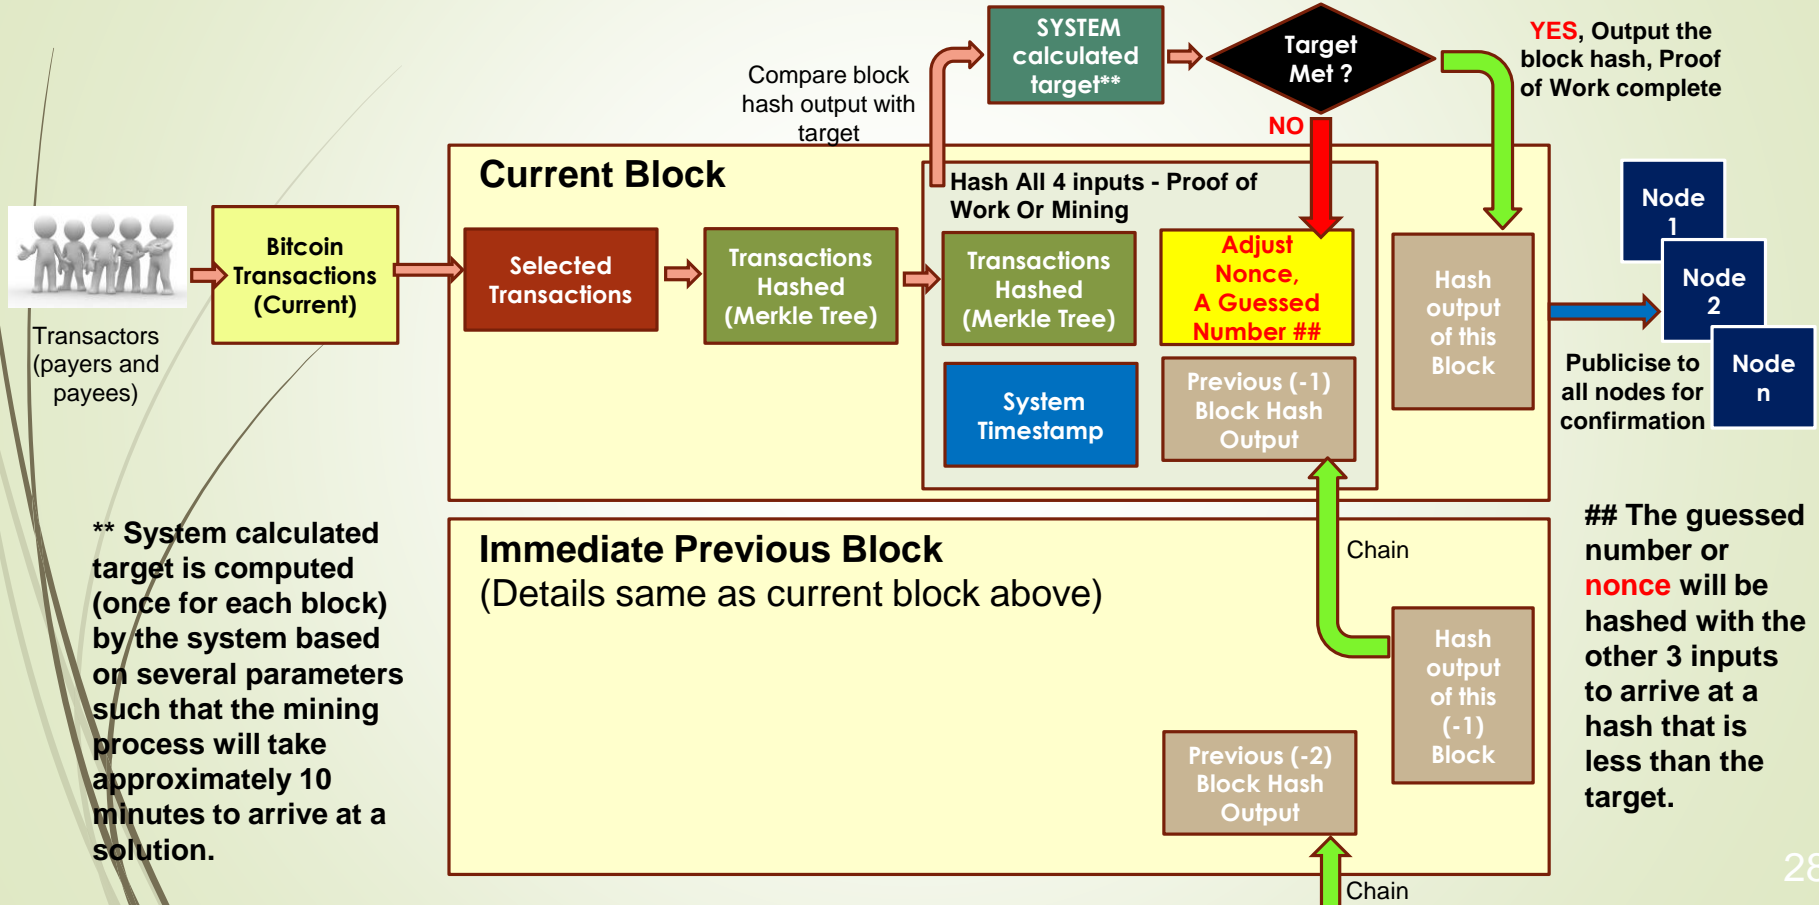 SYSTEM
calculated
target**
Target
Met ?
YES, Output the
block hash, Proof
of Work complete
Compare block
hash output with
target
NO
Current Block
Hash All 4 inputs - Proof of
Work Or Mining
Transactors
(payers and
payees)
Bitcoin
Transactions
(Current)
Selected
Transactions
Transactions
Hashed
(Merkle Tree)
Transactions
Hashed
(Merkle Tree)
Adjust
Nonce,
A Guessed
Number ##
System
Timestamp
Previous (-1)
Block Hash
Output
Hash
output
of this
Block
Node
1
Node
2
Node
n
Publicise to
all nodes for
confirmation
** System calculated
target is computed
(once for each block)
by the system based
on several parameters
such that the mining
process will take
approximately 10
minutes to arrive at a
solution.
Immediate Previous Block
(Details same as current block above)
Chain
Hash
output
of this
(-1)
Block
Previous (-2)
Block Hash
Output
Chain
## The guessed
number or
nonce will be
hashed with the
other 3 inputs
to arrive at a
hash that is
less than the
target.
28